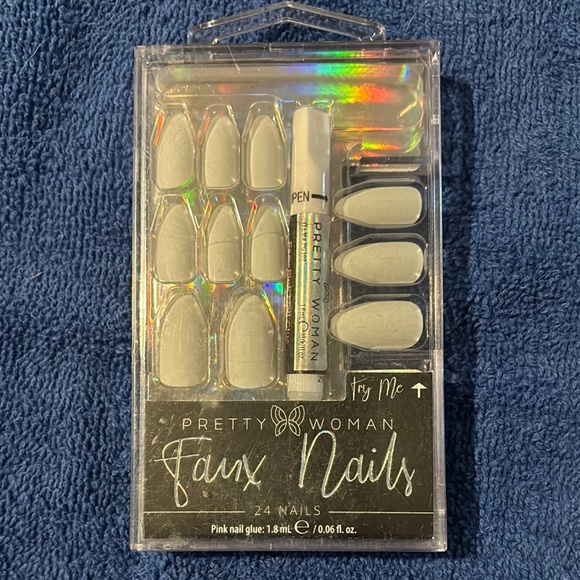 OPEN
PRETTY WOMAN
Try Me
PRETTY WOMAN
Faux Nails
24 NAILS
Pink nail glue: 1.8 mL ℮ / 0.06 fl. oz.